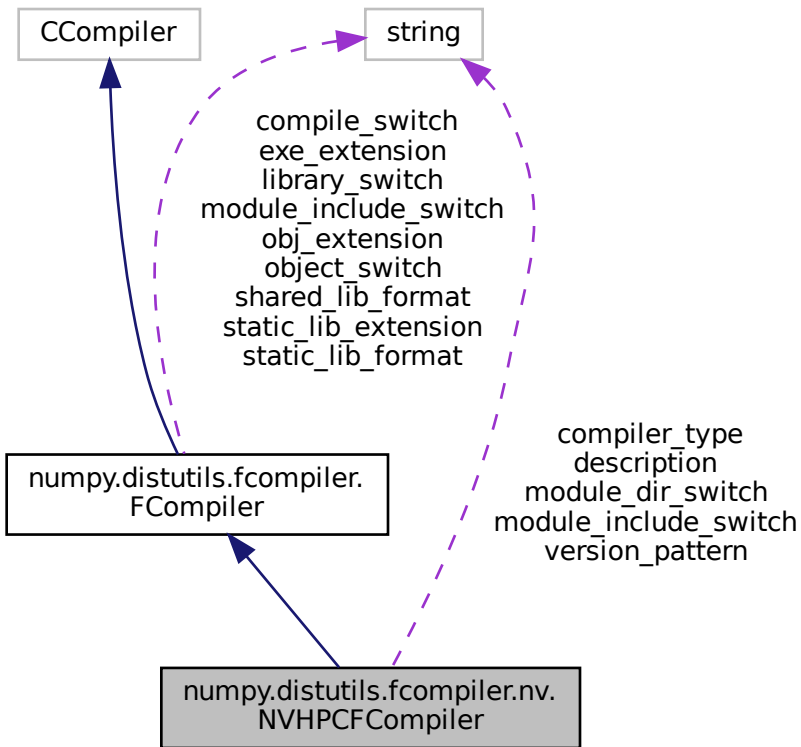 CCompiler
string
compile_switch
exe_extension
library_switch
module_include_switch
obj_extension
object_switch
shared_lib_format
static_lib_extension
static_lib_format
compiler_type
description
module_dir_switch
module_include_switch
version_pattern
numpy.distutils.fcompiler.
FCompiler
numpy.distutils.fcompiler.nv.
NVHPCFCompiler